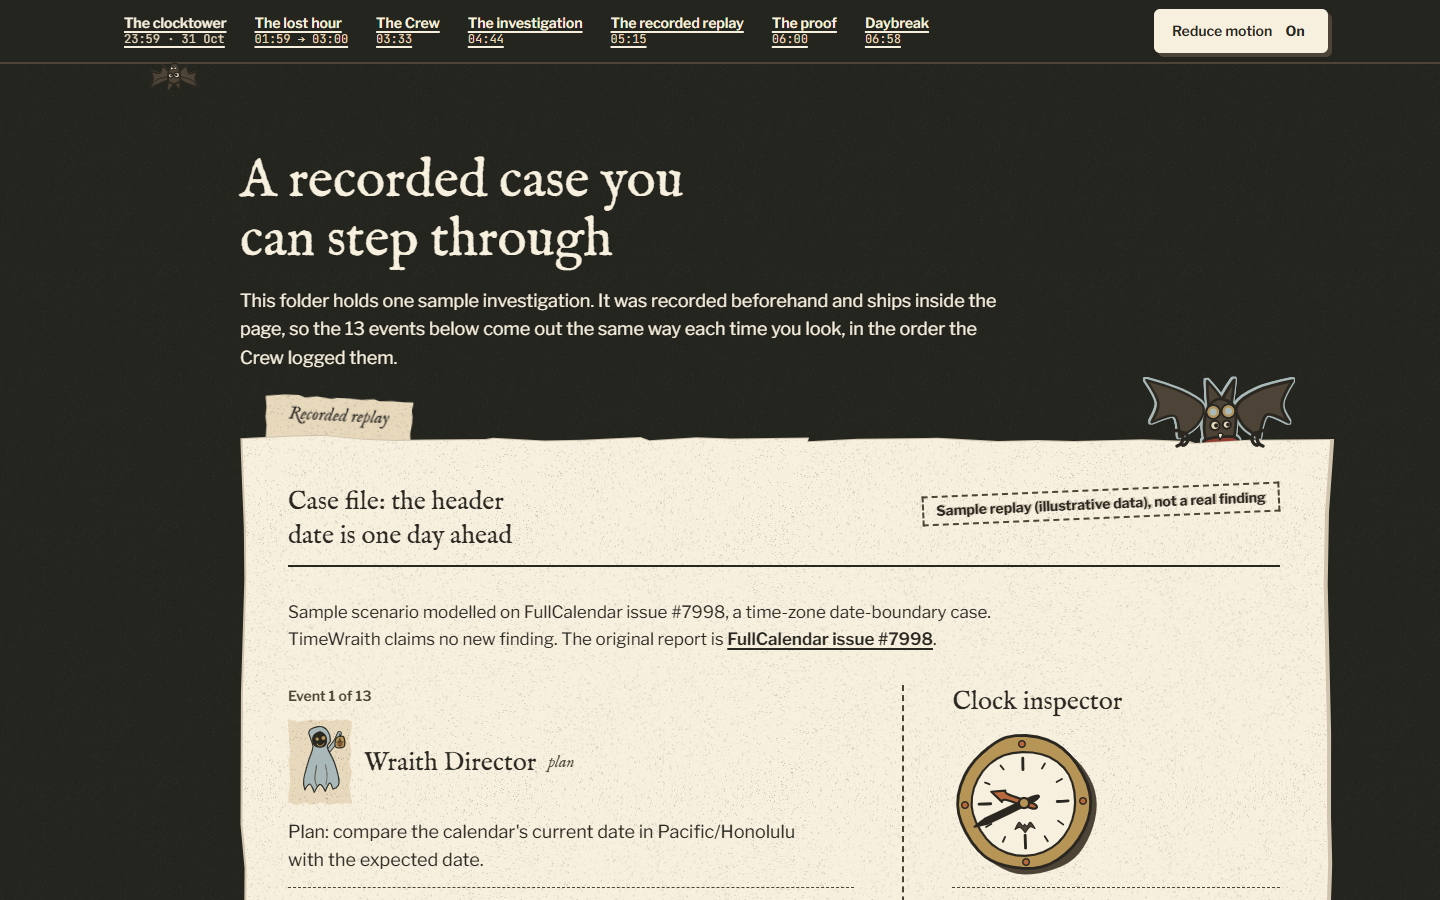 The clocktower
23:59 · 31 Oct
The lost hour
01:59 → 03:00
The Crew
03:33
The investigation
04:44
The recorded replay
05:15
The proof
06:00
Daybreak
06:58
Reduce motion On
A recorded case you
can step through
This folder holds one sample investigation. It was recorded beforehand and ships inside the
page, so the 13 events below come out the same way each time you look, in the order the
Crew logged them.
Recorded replay
Case file: the header
date is one day ahead
Sample replay (illustrative data), not a real finding
Sample scenario modelled on FullCalendar issue #7998, a time-zone date-boundary case.
TimeWraith claims no new finding. The original report is FullCalendar issue #7998.
Event 1 of 13
Wraith Director plan
Plan: compare the calendar's current date in Pacific/Honolulu
with the expected date.
Clock inspector